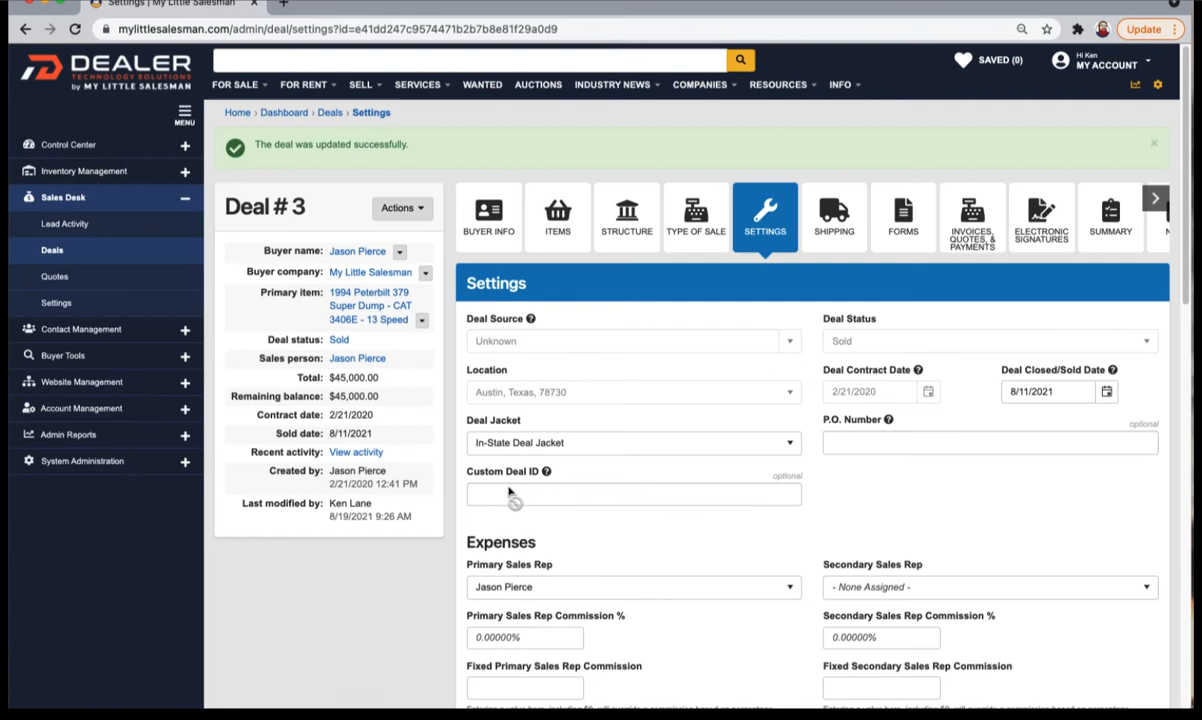 Settings | My Little Salesman
mylittlesalesman.com/admin/deal/settings?id=e41dd247c9574471b2b7b8e81f29a0d9
Update
DEALER
TECHNOLOGY SOLUTIONS
by MY LITTLE SALESMAN
SAVED (0)
Hi Ken
MY ACCOUNT
FOR SALE
FOR RENT
SELL
SERVICES
WANTED
AUCTIONS
INDUSTRY NEWS
COMPANIES
RESOURCES
INFO
MENU
Control Center
Inventory Management
Sales Desk
Lead Activity
Deals
Quotes
Settings
Contact Management
Buyer Tools
Website Management
Account Management
Admin Reports
System Administration
Home › Dashboard › Deals › Settings
The deal was updated successfully.
Deal # 3
Actions
Buyer name: Jason Pierce
Buyer company: My Little Salesman
Primary item: 1994 Peterbilt 379
Super Dump - CAT
3406E - 13 Speed
Deal status: Sold
Sales person: Jason Pierce
Total: $45,000.00
Remaining balance: $45,000.00
Contract date: 2/21/2020
Sold date: 8/11/2021
Recent activity: View activity
Created by: Jason Pierce
2/21/2020 12:41 PM
Last modified by: Ken Lane
8/19/2021 9:26 AM
BUYER INFO
ITEMS
STRUCTURE
TYPE OF SALE
SETTINGS
SHIPPING
FORMS
INVOICES,
QUOTES, &
PAYMENTS
ELECTRONIC
SIGNATURES
SUMMARY
Settings
Deal Source
Unknown
Deal Status
Sold
Location
Austin, Texas, 78730
Deal Contract Date
2/21/2020
Deal Closed/Sold Date
8/11/2021
Deal Jacket
In-State Deal Jacket
P.O. Number
optional
Custom Deal ID
optional
Expenses
Primary Sales Rep
Jason Pierce
Secondary Sales Rep
- None Assigned -
Primary Sales Rep Commission %
0.00000%
Secondary Sales Rep Commission %
0.00000%
Fixed Primary Sales Rep Commission
Fixed Secondary Sales Rep Commission